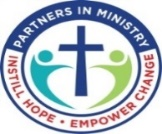 PARTNERS IN MINISTRY
INSTILL HOPE • EMPOWER CHANGE